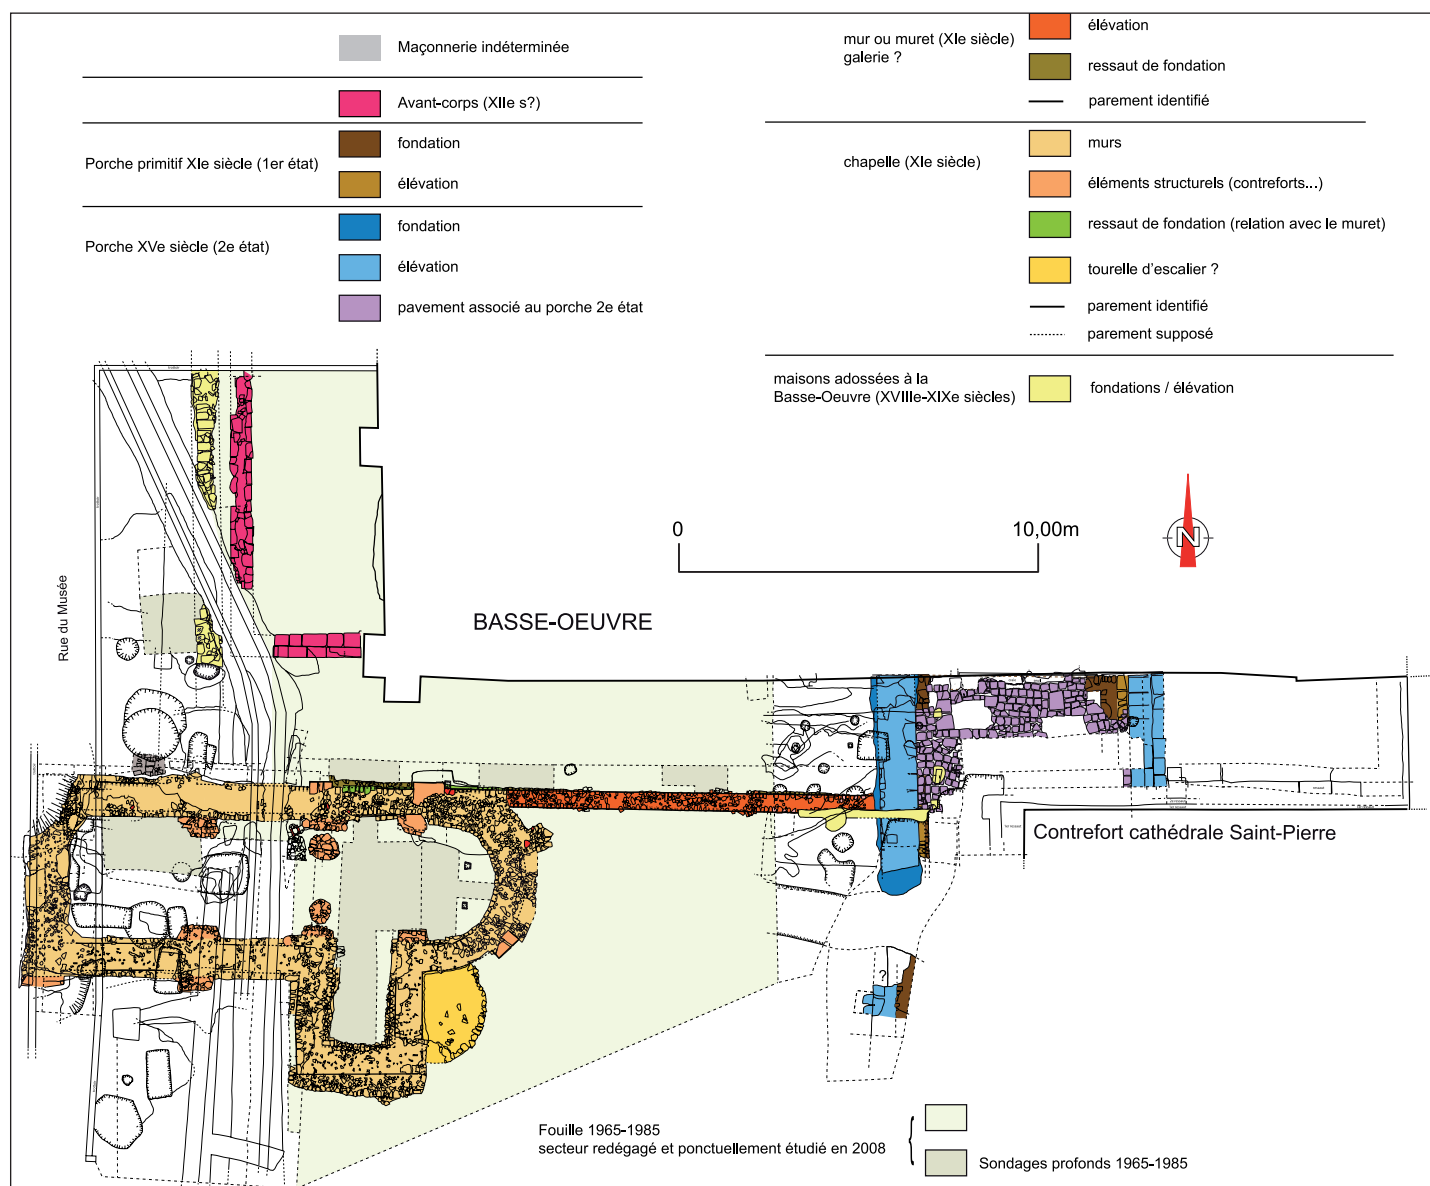 Maçonnerie indéterminée
Avant-corps (XIIe s?)
Porche primitif XIe siècle (1er état)
fondation
élévation
Porche XVe siècle (2e état)
fondation
élévation
pavement associé au porche 2e état
mur ou muret (XIe siècle)
galerie ?
élévation
ressaut de fondation
parement identifié
chapelle (XIe siècle)
murs
éléments structurels (contreforts...)
ressaut de fondation (relation avec le muret)
tourelle d'escalier ?
parement identifié
parement supposé
maisons adossées à la
Basse-Oeuvre (XVIIIe-XIXe siècles)
fondations / élévation
0
10,00m
N
Rue du Musée
BASSE-OEUVRE
Contrefort cathédrale Saint-Pierre
?
Fouille 1965-1985
secteur redégagé et ponctuellement étudié en 2008
Sondages profonds 1965-1985